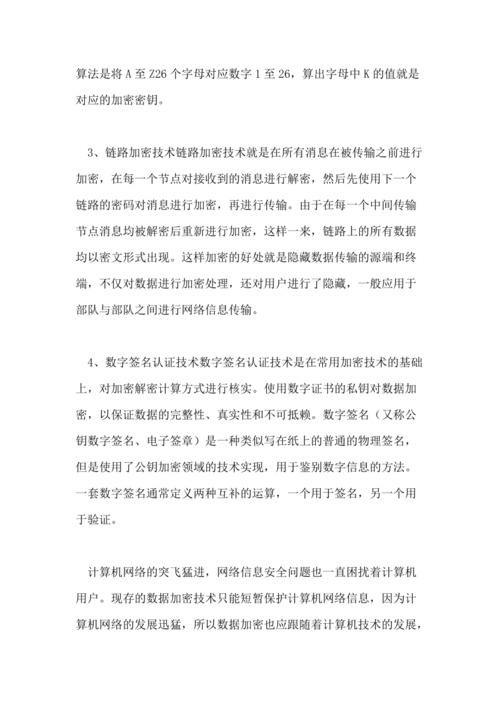 算法是将 A 至 Z26 个字母对应数字 1 至 26，算出字母中 K 的值就是
对应的加密密钥。
3、链路加密技术链路加密技术就是在所有消息在被传输之前进行
加密，在每一个节点对接收到的消息进行解密，然后先使用下一个
链路的密码对消息进行加密，再进行传输。由于在每一个中间传输
节点消息均被解密后重新进行加密，这样一来，链路上的所有数据
均以密文形式出现。这样加密的好处就是隐藏数据传输的源端和终
端，不仅对数据进行加密处理，还对用户进行了隐藏，一般应用于
部队与部队之间进行网络信息传输。
4、数字签名认证技术数字签名认证技术是在常用加密技术的基础
上，对加密解密计算方式进行核实。使用数字证书的私钥对数据加
密，以保证数据的完整性、真实性和不可抵赖。数字签名（又称公
钥数字签名、电子签章）是一种类似写在纸上的普通的物理签名，
但是使用了公钥加密领域的技术实现，用于鉴别数字信息的方法。
一套数字签名通常定义两种互补的运算，一个用于签名，另一个用
于验证。
计算机网络的突飞猛进，网络信息安全问题也一直困扰着计算机
用户。现存的数据加密技术只能短暂保护计算机网络信息，因为计
算机网络的发展迅猛，所以数据加密也应跟随着计算机技术的发展，